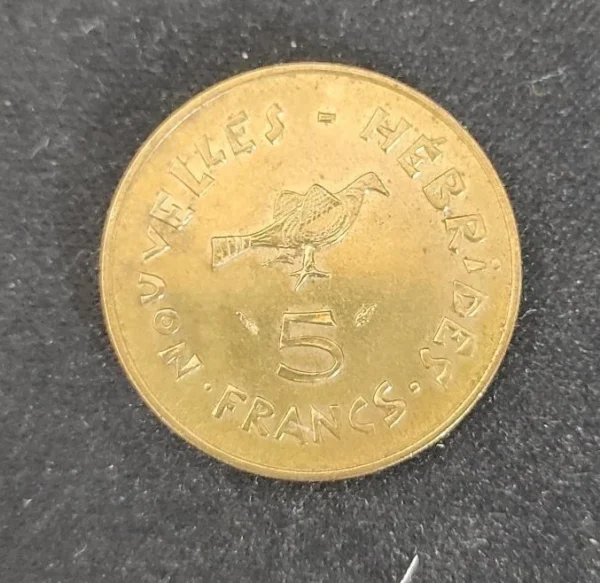 NOUVELLES - HÉBRIDES
5
· FRANCS ·